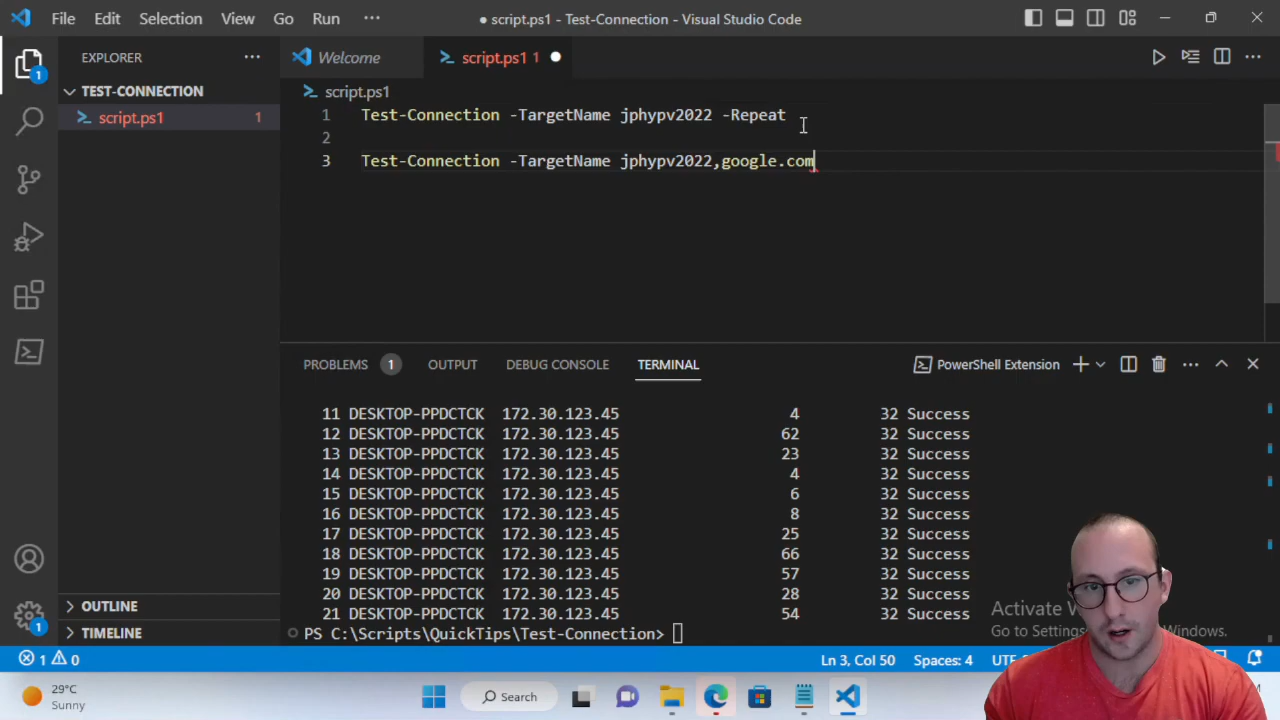 File Edit Selection View Go Run ··· ● script.ps1 - Test-Connection - Visual Studio Code
EXPLORER ···
1
TEST-CONNECTION
script.ps1 1
Welcome
script.ps1 1 ●
script.ps1
1 Test-Connection -TargetName jphypv2022 -Repeat
2
3 Test-Connection -TargetName jphypv2022,google.com
PROBLEMS 1 OUTPUT DEBUG CONSOLE TERMINAL PowerShell Extension
11 DESKTOP-PPDCTCK 172.30.123.45 4 32 Success
12 DESKTOP-PPDCTCK 172.30.123.45 62 32 Success
13 DESKTOP-PPDCTCK 172.30.123.45 23 32 Success
14 DESKTOP-PPDCTCK 172.30.123.45 4 32 Success
15 DESKTOP-PPDCTCK 172.30.123.45 6 32 Success
16 DESKTOP-PPDCTCK 172.30.123.45 8 32 Success
17 DESKTOP-PPDCTCK 172.30.123.45 25 32 Success
18 DESKTOP-PPDCTCK 172.30.123.45 66 32 Success
19 DESKTOP-PPDCTCK 172.30.123.45 57 32 Success
20 DESKTOP-PPDCTCK 172.30.123.45 28 32 Success
21 DESKTOP-PPDCTCK 172.30.123.45 54 32 Success
PS C:\Scripts\QuickTips\Test-Connection>
OUTLINE
TIMELINE
1
Activate
Go to Settings Windows.
1 0 Ln 3, Col 50 Spaces: 4
29°C
Sunny
Search